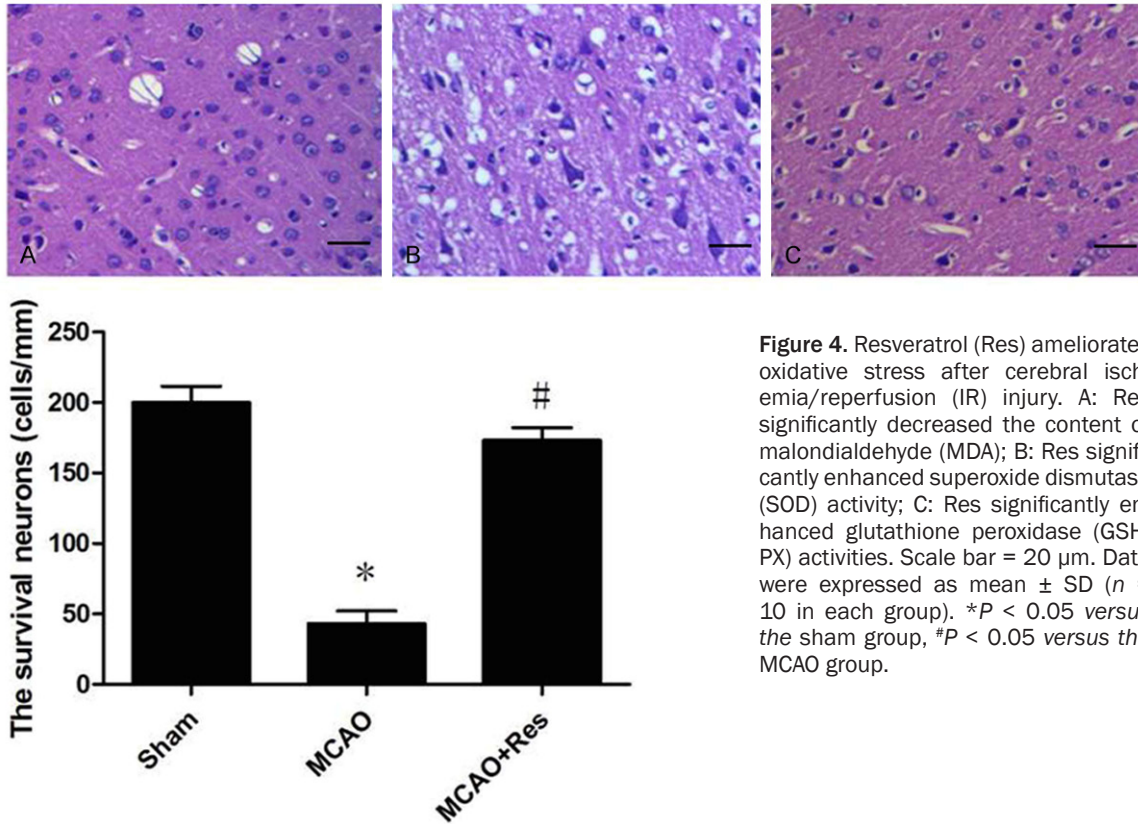 A
B
C
The survival neurons (cells/mm)
250
200
150
100
50
0
*
#
Sham
MCAO
MCAO+Res
Figure 4. Resveratrol (Res) ameliorate
oxidative stress after cerebral isch
emia/reperfusion (IR) injury. A: Re
significantly decreased the content o
malondialdehyde (MDA); B: Res signif
cantly enhanced superoxide dismutas
(SOD) activity; C: Res significantly en
hanced glutathione peroxidase (GSH
PX) activities. Scale bar = 20 µm. Dat
were expressed as mean ± SD (n
10 in each group). *P < 0.05 versu
the sham group, #P < 0.05 versus th
MCAO group.